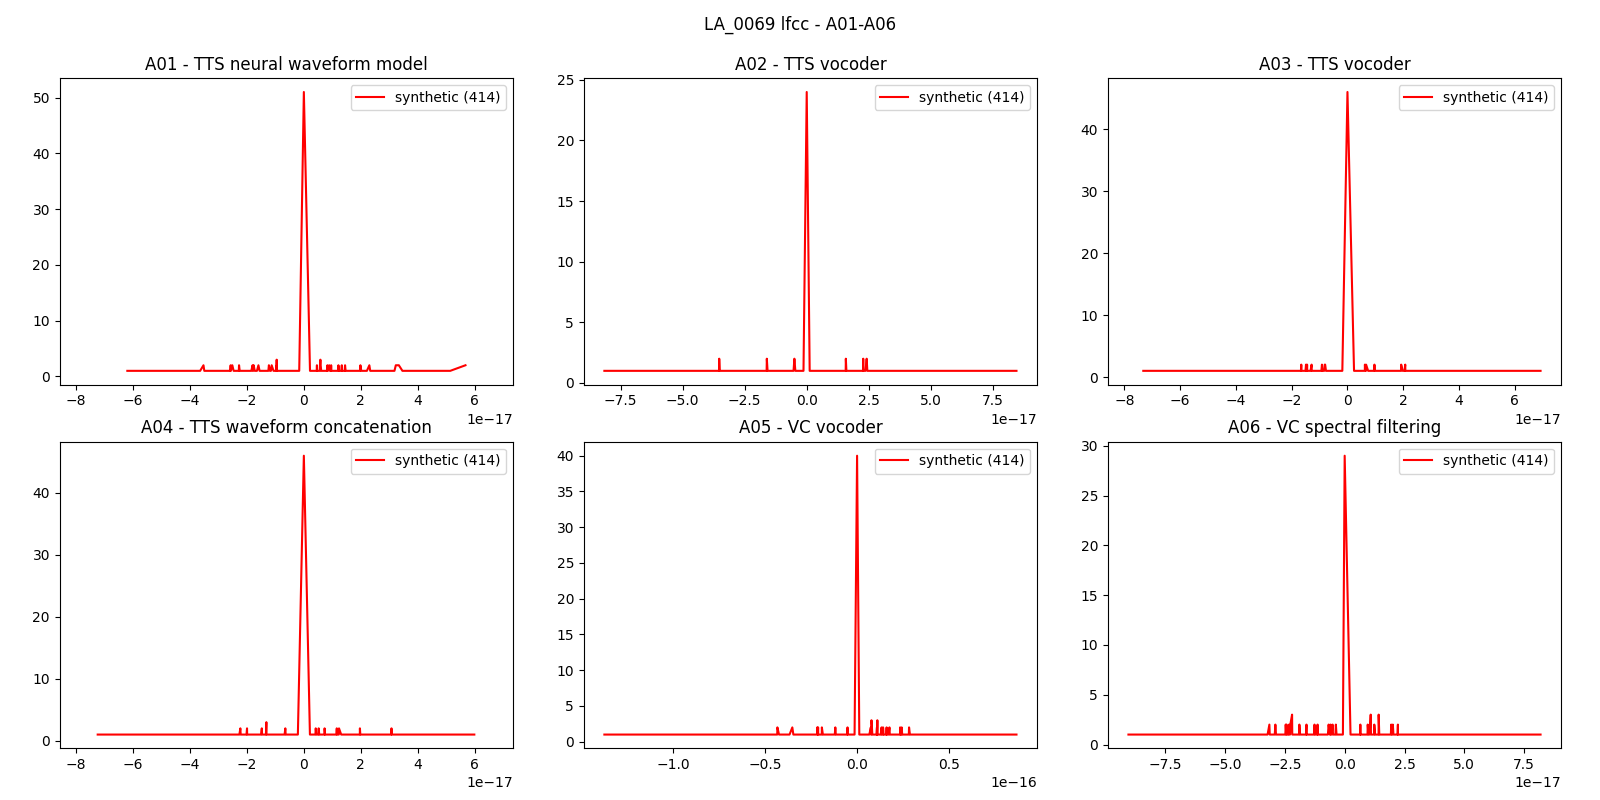 LA_0069 lfcc - A01-A06
A01 - TTS neural waveform model
A02 - TTS vocoder
A03 - TTS vocoder
synthetic (414)
synthetic (414)
synthetic (414)
50
40
30
20
10
0
25
20
15
10
5
0
40
30
20
10
0
−8 −6 −4 −2 0 2 4 6
−7.5 −5.0 −2.5 0.0 2.5 5.0 7.5
−8 −6 −4 −2 0 2 4 6
1e−17
1e−17
1e−17
A04 - TTS waveform concatenation
A05 - VC vocoder
A06 - VC spectral filtering
synthetic (414)
synthetic (414)
synthetic (414)
40
30
20
10
0
40
35
30
25
20
15
10
5
0
30
25
20
15
10
5
0
−8 −6 −4 −2 0 2 4 6
−1.0 −0.5 0.0 0.5
−7.5 −5.0 −2.5 0.0 2.5 5.0 7.5
1e−17
1e−16
1e−17